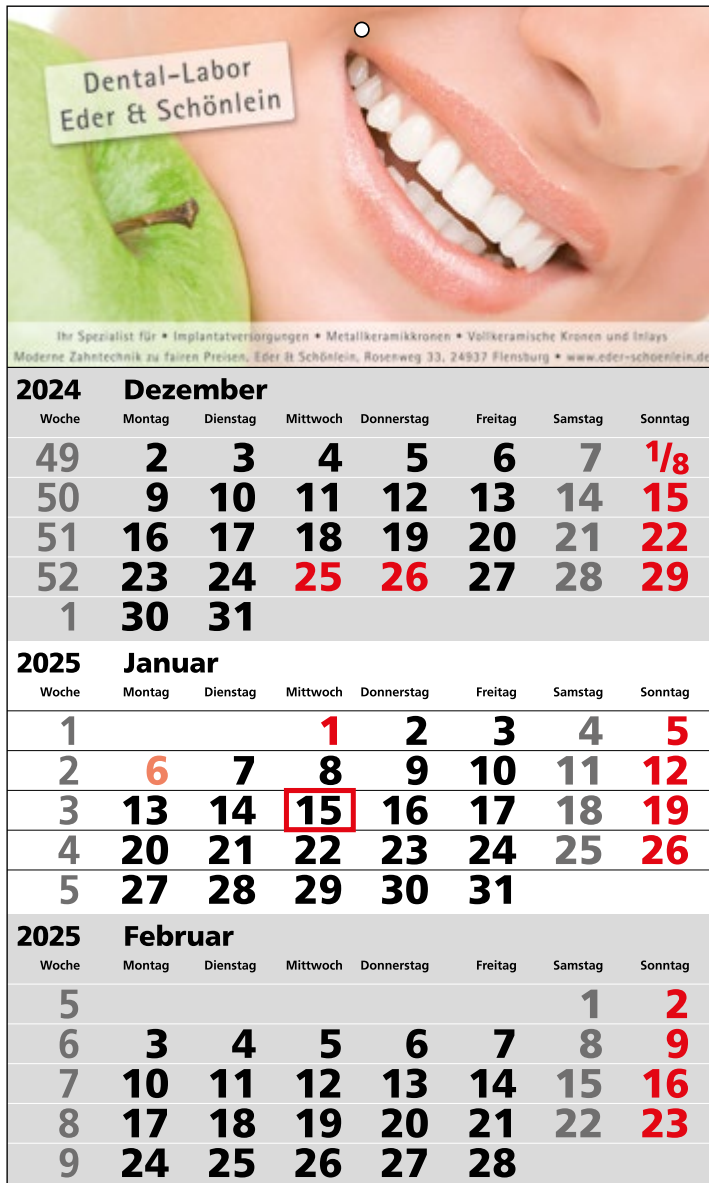 Dental-Labor
Eder & Schönlein
Ihr Spezialist für • Implantatversorgungen • Metallkeramikkronen • Vollkeramische Kronen und Inlays
Moderne Zahntechnik zu fairen Preisen. Eder & Schönlein, Rosenweg 33, 24937 Flensburg • www.eder-schoenlein.de
2024 Dezember
Woche Montag Dienstag Mittwoch Donnerstag Freitag Samstag Sonntag
49 2 3 4 5 6 7 1/8
50 9 10 11 12 13 14 15
51 16 17 18 19 20 21 22
52 23 24 25 26 27 28 29
1 30 31
2025 Januar
Woche Montag Dienstag Mittwoch Donnerstag Freitag Samstag Sonntag
1 1 2 3 4 5
2 6 7 8 9 10 11 12
3 13 14 15 16 17 18 19
4 20 21 22 23 24 25 26
5 27 28 29 30 31
2025 Februar
Woche Montag Dienstag Mittwoch Donnerstag Freitag Samstag Sonntag
5 1 2
6 3 4 5 6 7 8 9
7 10 11 12 13 14 15 16
8 17 18 19 20 21 22 23
9 24 25 26 27 28